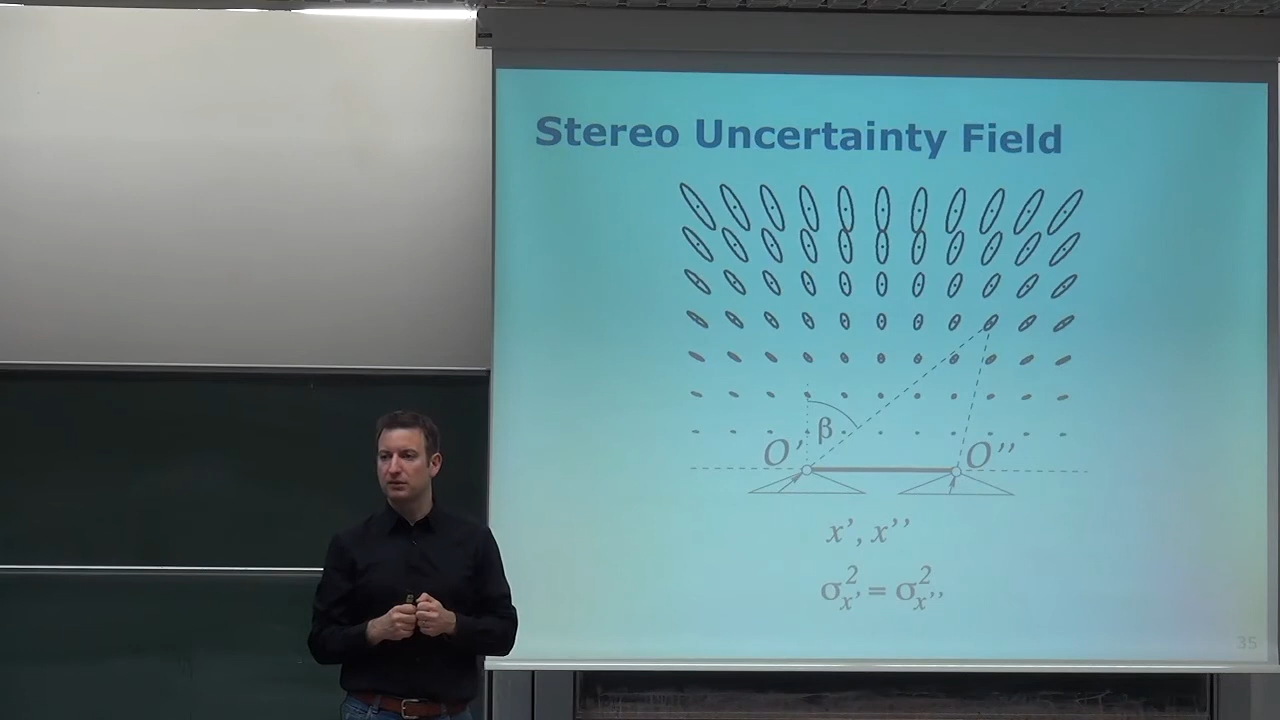 Stereo Uncertainty Field
β
O' O''
x', x''
σ²x' = σ²x''
35